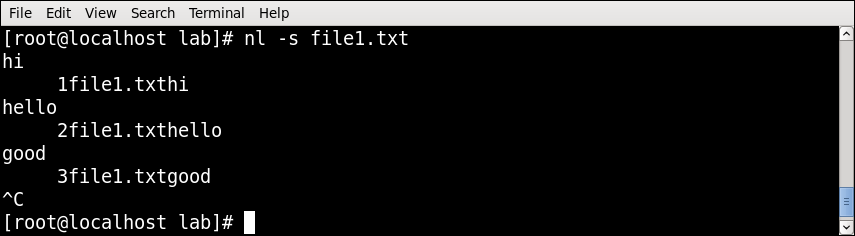 File Edit View Search Terminal Help
[root@localhost lab]# nl -s file1.txt
hi
     1file1.txthi
hello
     2file1.txthello
good
     3file1.txtgood
^C
[root@localhost lab]#